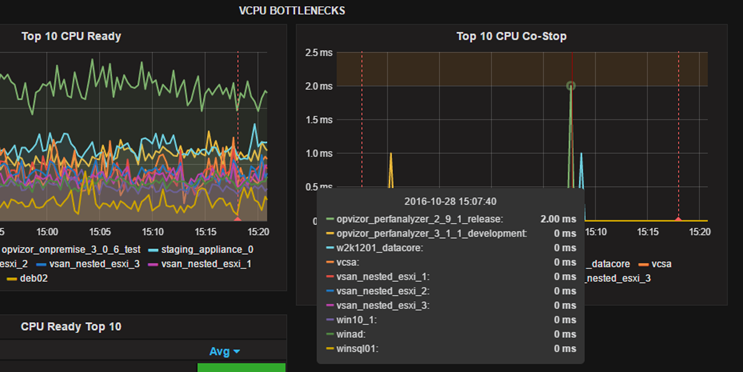 VCPU BOTTLENECKS
Top 10 CPU Ready
15:00 15:05 15:10 15:15 15:20
opvizor_onpremise_3_0_6_test staging_appliance_0
esxi_2 vsan_nested_esxi_3 vsan_nested_esxi_1
deb02
Top 10 CPU Co-Stop
2.5 ms
2.0 ms
1.5 ms
1.0 ms
0.5 ms
0
15:10 15:15 15:20
_datacore vcsa
_nested_esxi_3
2016-10-28 15:07:40
opvizor_perfanalyzer_2_9_1_release: 2.00 ms
opvizor_perfanalyzer_3_1_1_development: 0 ms
w2k1201_datacore: 0 ms
vcsa: 0 ms
vsan_nested_esxi_1: 0 ms
vsan_nested_esxi_2: 0 ms
vsan_nested_esxi_3: 0 ms
win10_1: 0 ms
winad: 0 ms
winsql01: 0 ms
CPU Ready Top 10
Avg